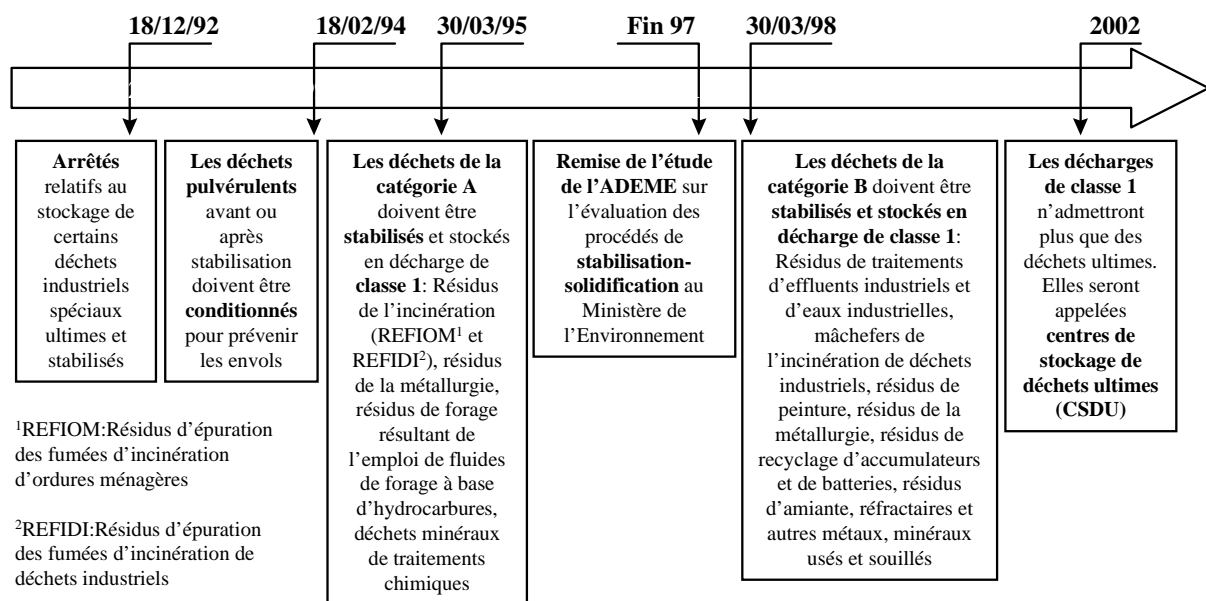 18/12/92
18/02/94
30/03/95
Fin 97
30/03/98
2002
Arrêtés
relatifs au
stockage de
certains
déchets
industriels
spéciaux
ultimes et
stabilisés
Les déchets
pulvérulents
avant ou
après
stabilisation
doivent être
conditionnés
pour prévenir
les envols
Les déchets de la
catégorie A
doivent être
stabilisés et stockés
en décharge de
classe 1: Résidus
de l'incinération
(REFIOM1 et
REFIDI2), résidus
de la métallurgie,
résidus de forage
résultant de
l'emploi de fluides
de forage à base
d'hydrocarbures,
déchets minéraux
de traitements
chimiques
Remise de l'étude
de l'ADEME sur
l'évaluation des
procédés de
stabilisation-
solidification au
Ministère de
l'Environnement
Les déchets de la
catégorie B doivent être
stabilisés et stockés en
décharge de classe 1:
Résidus de traitements
d'effluents industriels et
d'eaux industrielles,
mâchefers de
l'incinération de déchets
industriels, résidus de
peinture, résidus de la
métallurgie, résidus de
recyclage d'accumulateurs
et de batteries, résidus
d'amiante, réfractaires et
autres métaux, minéraux
usés et souillés
Les décharges
de classe 1
n'admettront
plus que des
déchets ultimes.
Elles seront
appelées
centres de
stockage de
déchets ultimes
(CSDU)
1REFIOM:Résidus d'épuration
des fumées d'incinération
d'ordures ménagères
2REFIDI:Résidus d'épuration
des fumées d'incinération de
déchets industriels